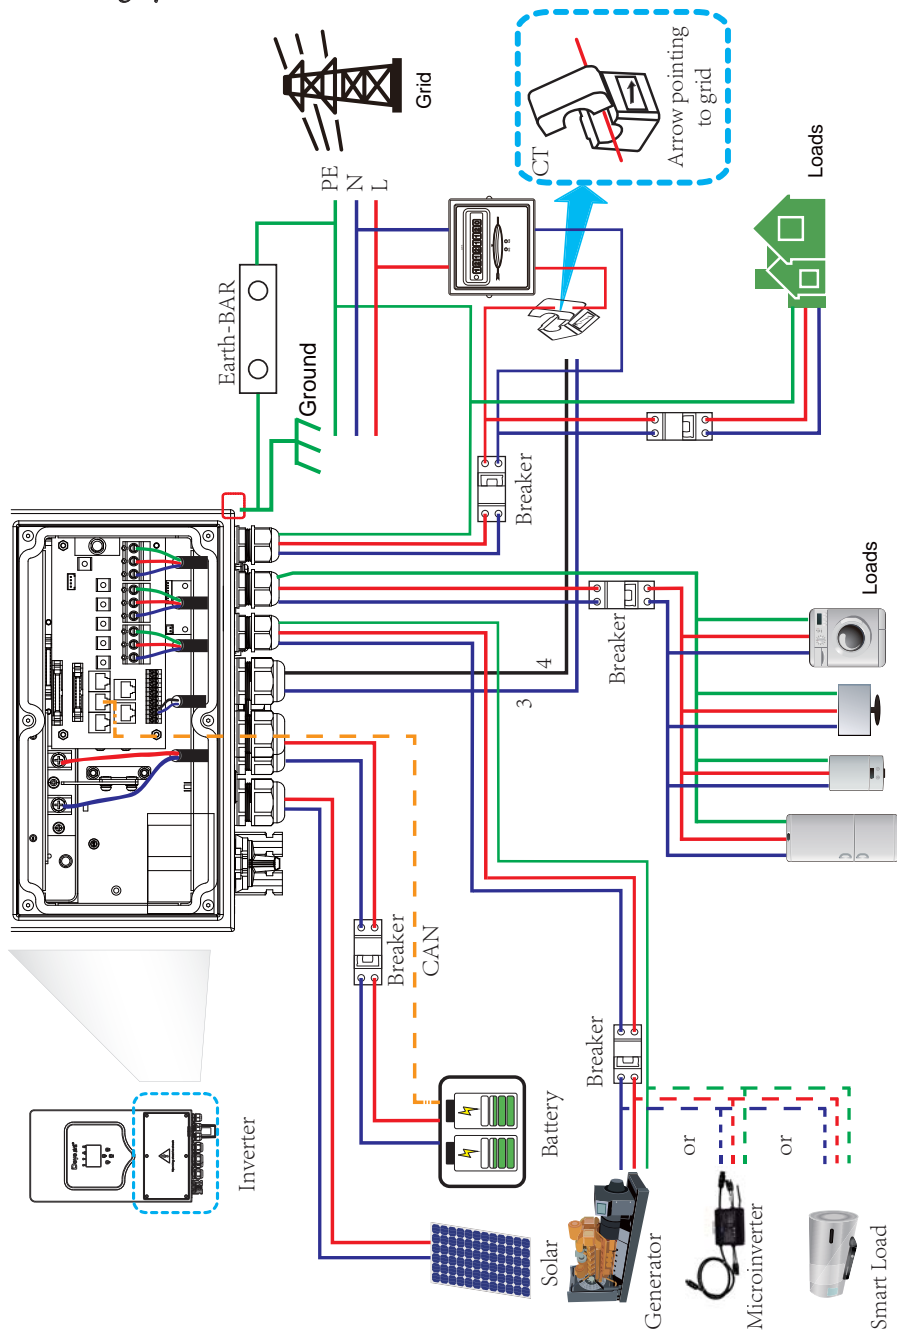 Grid
CT
Arrow pointing
to grid
PE
N
L
Loads
Earth-BAR
Ground
Breaker
Breaker
4
3
Loads
Breaker
CAN
Breaker
Inverter
Battery
Solar
Generator
or
or
Microinverter
Smart Load